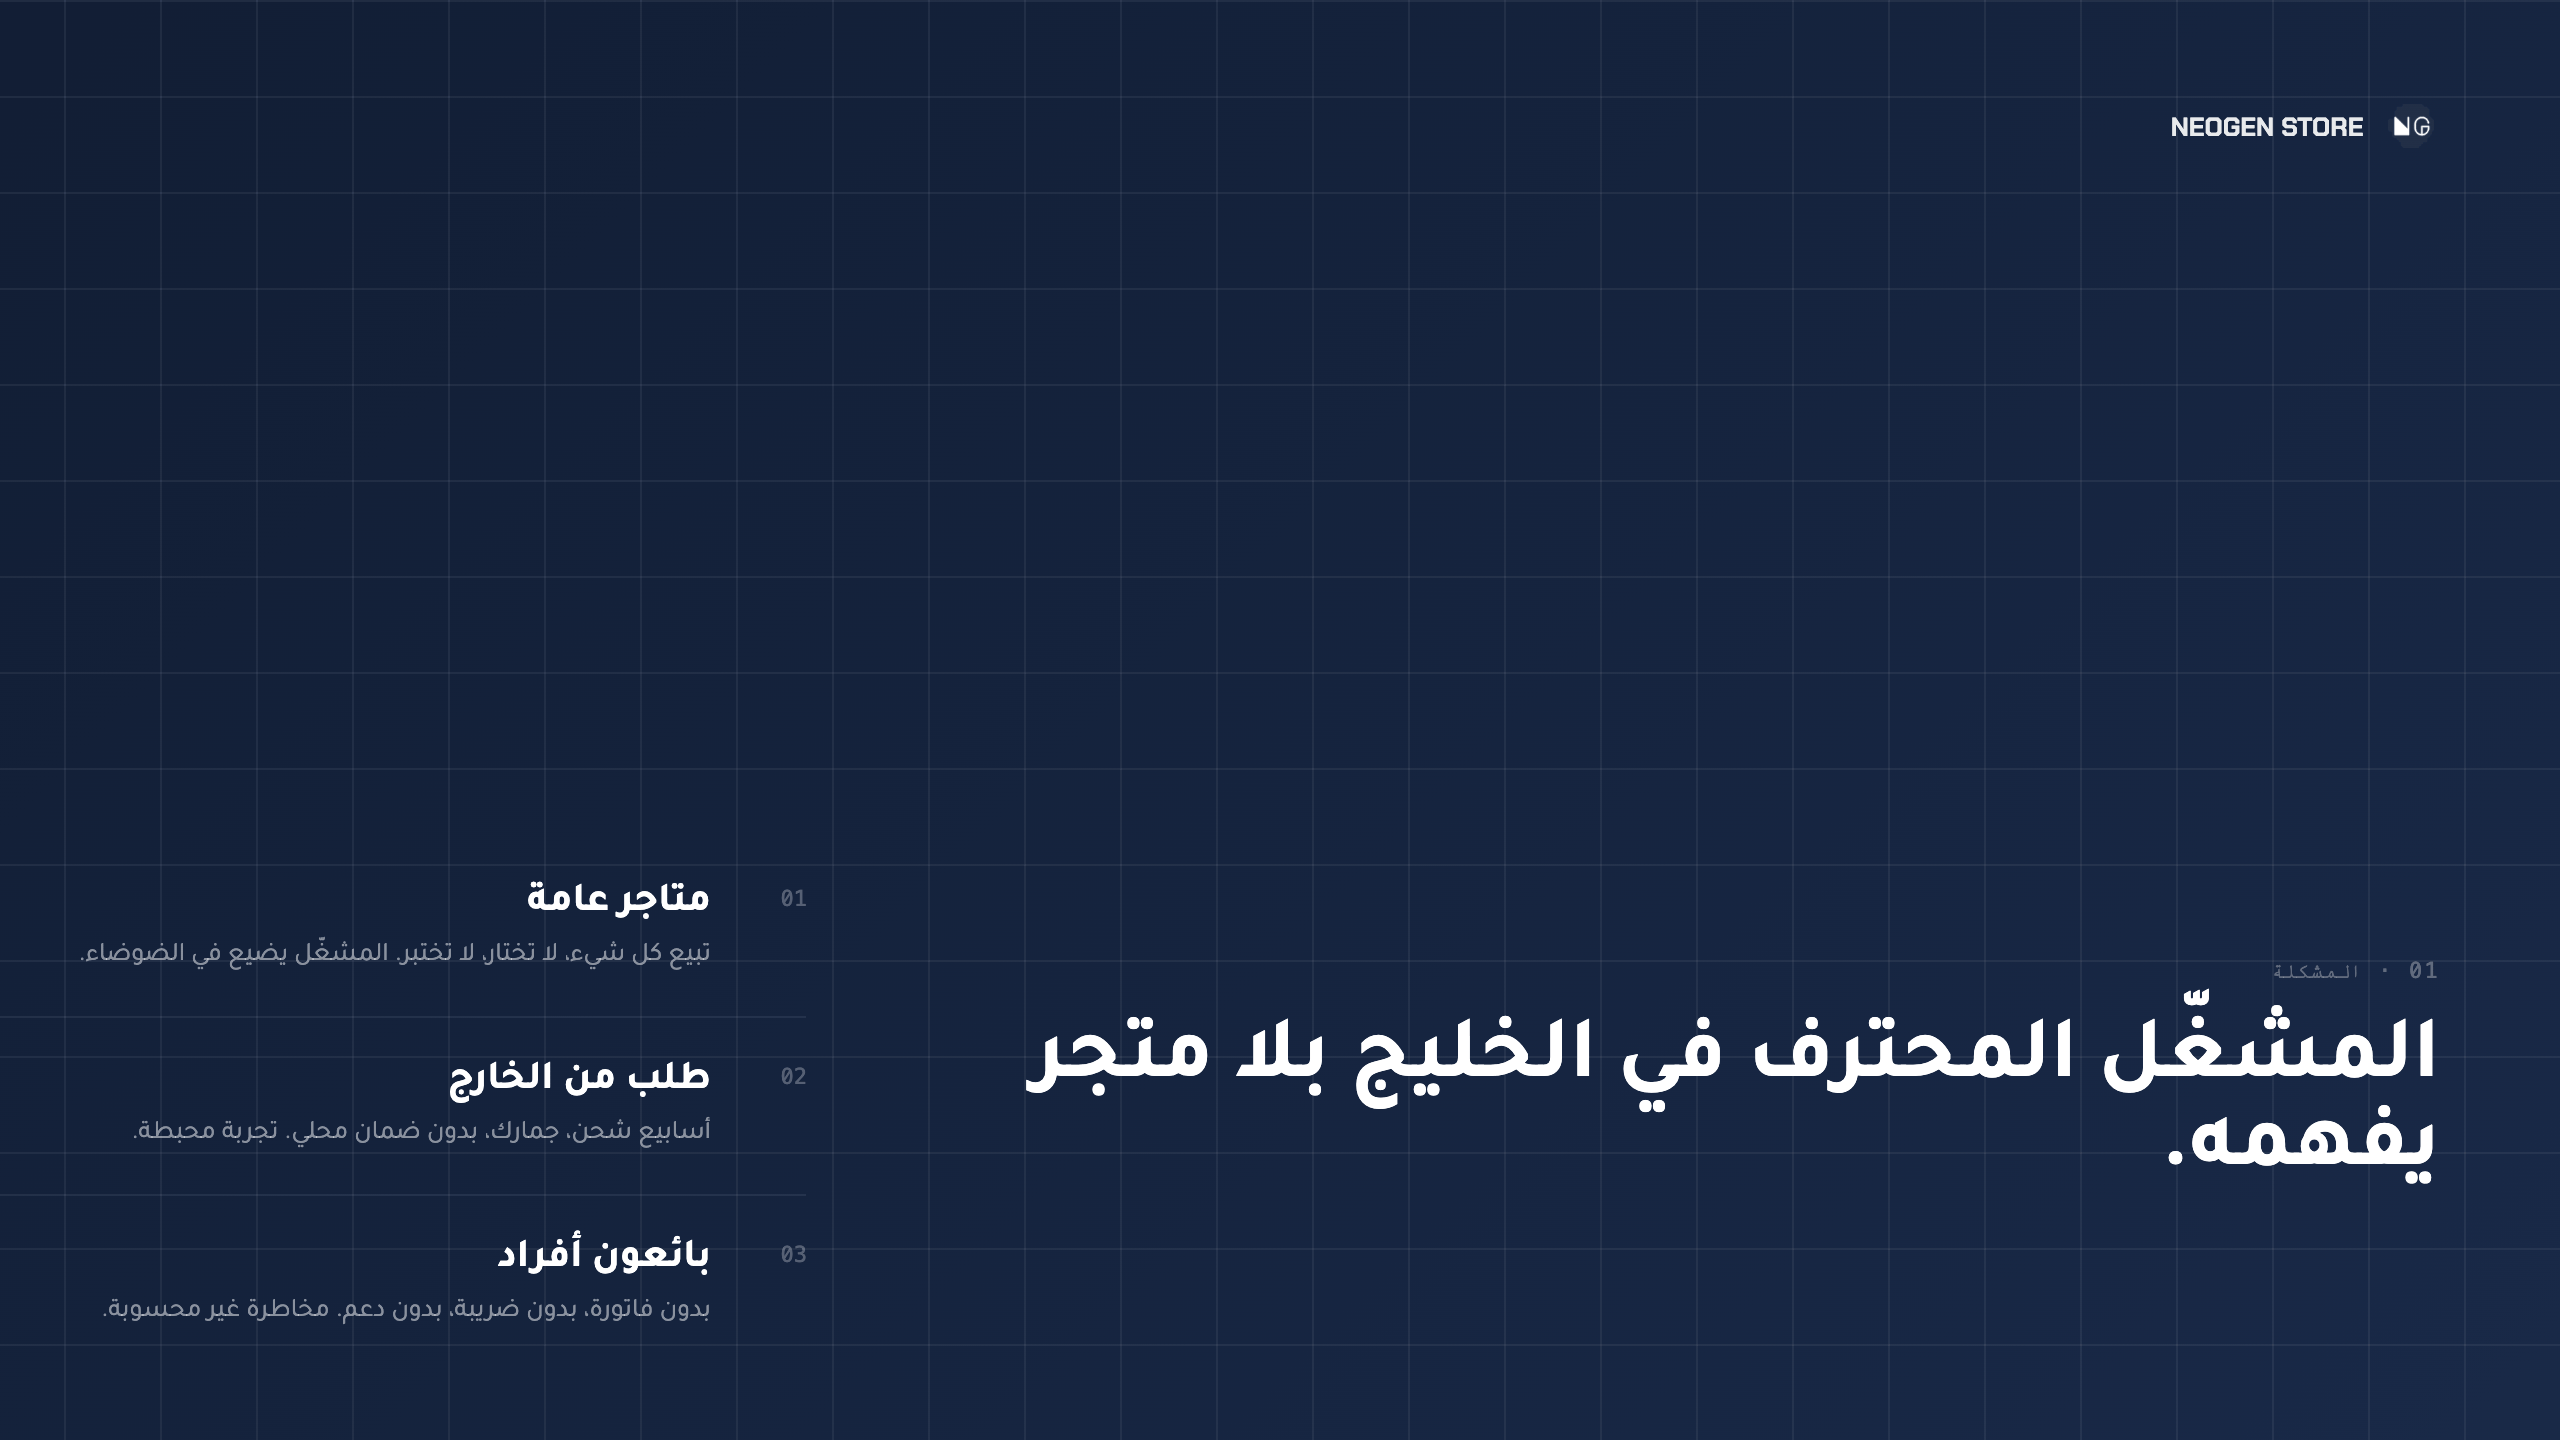 NG NEOGEN STORE
01 · المشكلة
المشغّل المحترف في الخليج بلا متجر
يفهمه.
01 متاجر عامة
تبيع كل شيء، لا تختار، لا تختبر. المشغّل يضيع في الضوضاء.
02 طلب من الخارج
أسابيع شحن، جمارك، بدون ضمان محلي. تجربة محبطة.
03 بائعون أفراد
بدون فاتورة، بدون ضريبة، بدون دعم. مخاطرة غير محسوبة.